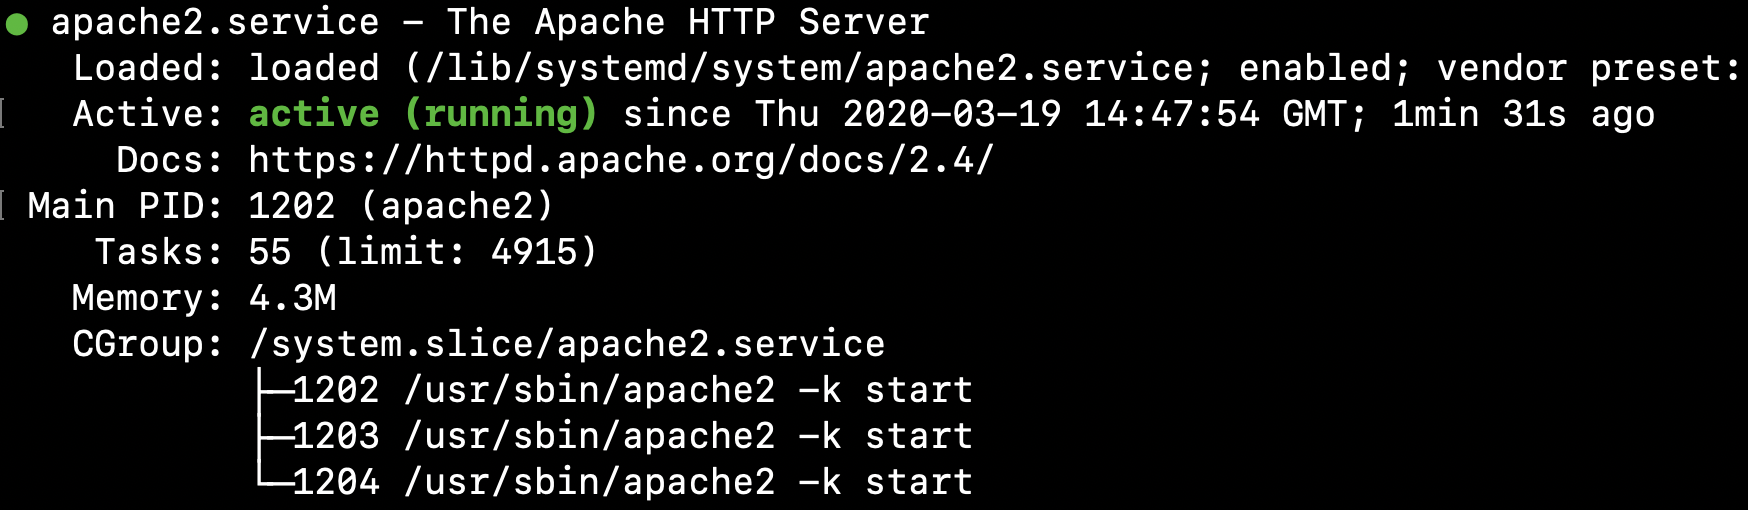 ● apache2.service - The Apache HTTP Server
   Loaded: loaded (/lib/systemd/system/apache2.service; enabled; vendor preset:
   Active: active (running) since Thu 2020-03-19 14:47:54 GMT; 1min 31s ago
     Docs: https://httpd.apache.org/docs/2.4/
 Main PID: 1202 (apache2)
    Tasks: 55 (limit: 4915)
   Memory: 4.3M
   CGroup: /system.slice/apache2.service
           ├─1202 /usr/sbin/apache2 -k start
           ├─1203 /usr/sbin/apache2 -k start
           └─1204 /usr/sbin/apache2 -k start